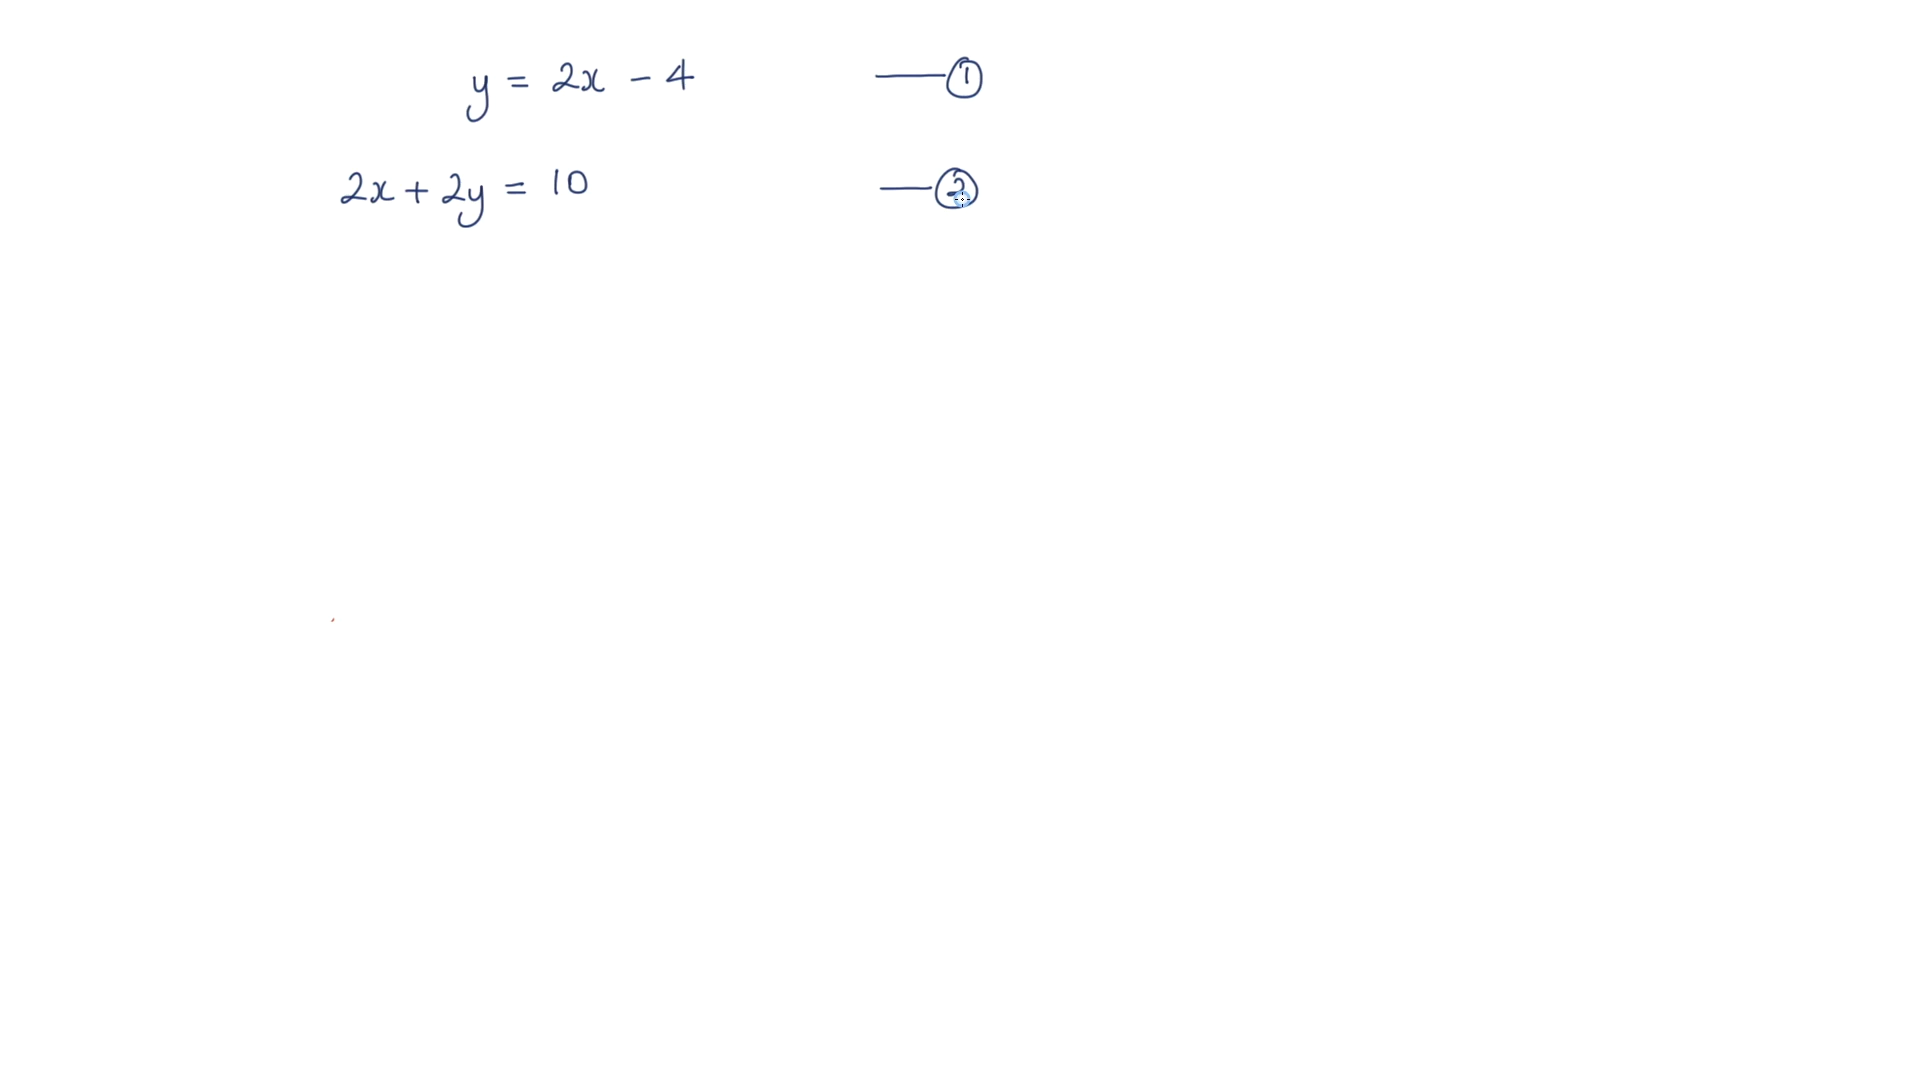 y = 2x - 4 —①
2x + 2y = 10 —②